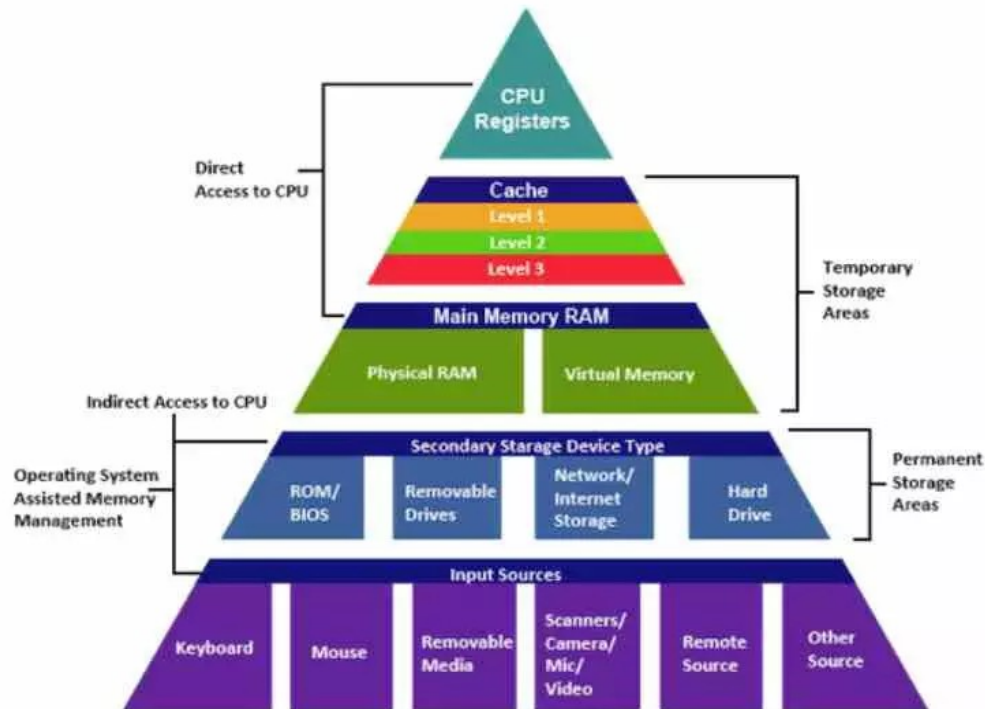 CPU
Registers
Direct
Access to CPU
Cache
Level 1
Level 2
Level 3
Temporary
Storage
Areas
Main Memory RAM
Physical RAM
Virtual Memory
Indirect Access to CPU
Secondary Starage Device Type
Operating System
Assisted Memory
Management
ROM/
BIOS
Removable
Drives
Network/
Internet
Storage
Hard
Drive
Permanent
Storage
Areas
Input Sources
Keyboard
Mouse
Removable
Media
Scanners/
Camera/
Mic/
Video
Remote
Source
Other
Source